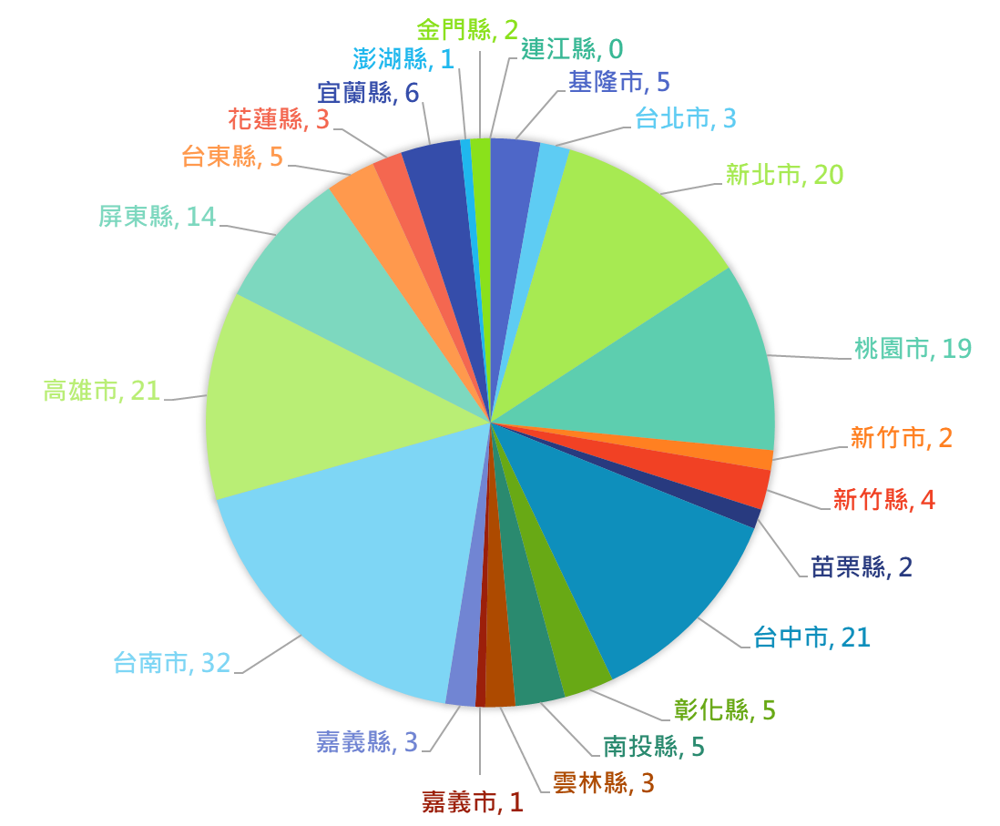 金門縣, 2
連江縣, 0
澎湖縣, 1
基隆市, 5
宜蘭縣, 6
台北市, 3
花蓮縣, 3
台東縣, 5
新北市, 20
屏東縣, 14
桃園市, 19
高雄市, 21
新竹市, 2
新竹縣, 4
苗栗縣, 2
台中市, 21
台南市, 32
彰化縣, 5
嘉義縣, 3
南投縣, 5
雲林縣, 3
嘉義市, 1